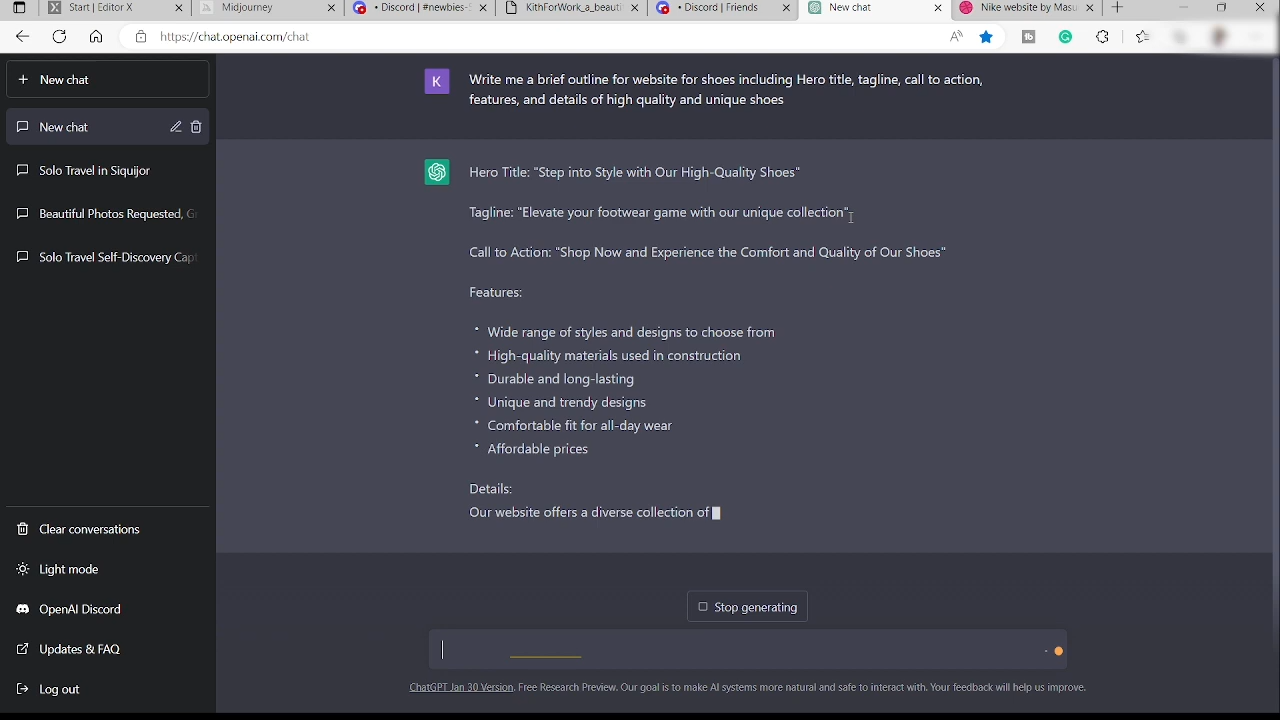 Start | Editor X
Midjourney
• Discord | #newbies-
KithForWork_a_beauti
• Discord | Friends
New chat
Nike website by Masu
https://chat.openai.com/chat
New chat
New chat
Solo Travel in Siquijor
Beautiful Photos Requested,
Solo Travel Self-Discovery
Clear conversations
Light mode
OpenAI Discord
Updates & FAQ
Log out
K
Write me a brief outline for website for shoes including Hero title, tagline, call to action,
features, and details of high quality and unique shoes
Hero Title: "Step into Style with Our High-Quality Shoes"
Tagline: "Elevate your footwear game with our unique collection"
Call to Action: "Shop Now and Experience the Comfort and Quality of Our Shoes"
Features:
• Wide range of styles and designs to choose from
• High-quality materials used in construction
• Durable and long-lasting
• Unique and trendy designs
• Comfortable fit for all-day wear
• Affordable prices
Details:
Our website offers a diverse collection of
Stop generating
ChatGPT Jan 30 Version. Free Research Preview. Our goal is to make AI systems more natural and safe to interact with. Your feedback will help us improve.